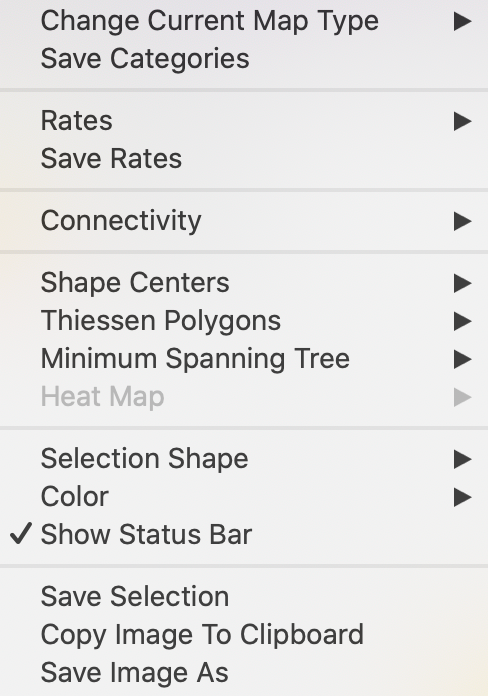 Change Current Map Type
Save Categories
Rates
Save Rates
Connectivity
Shape Centers
Thiessen Polygons
Minimum Spanning Tree
Heat Map
Selection Shape
Color
Show Status Bar
Save Selection
Copy Image To Clipboard
Save Image As